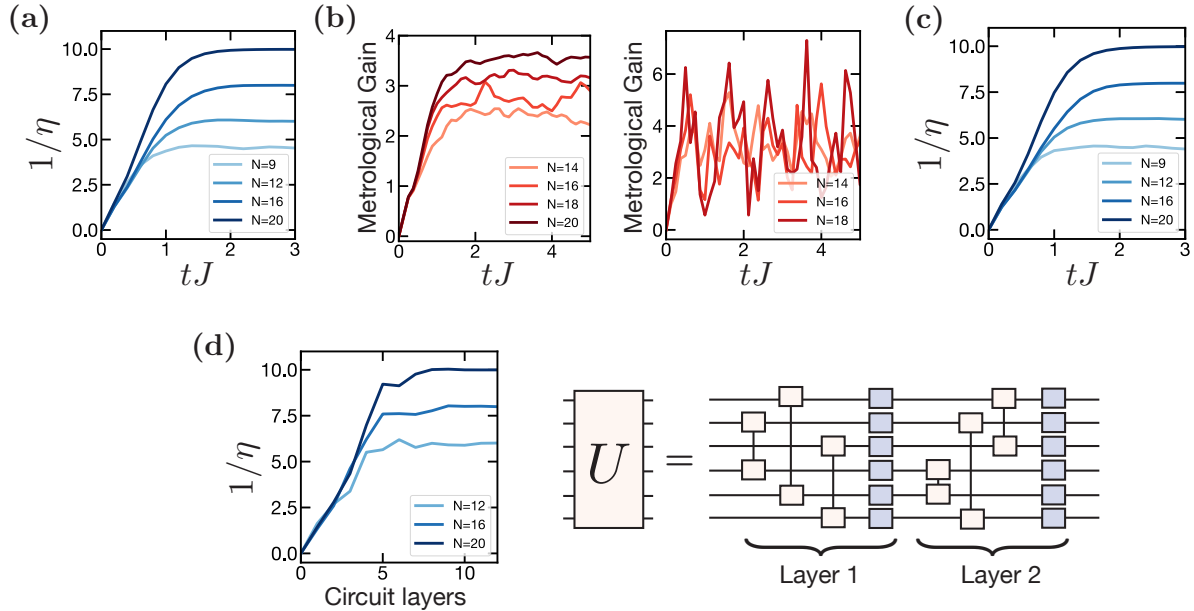 (a)
1/η
10.0
7.5
5.0
2.5
0.0
0
1
2
3
tJ
N=9
N=12
N=16
N=20
(b)
Metrological Gain
4
3
2
1
0
0
2
4
tJ
N=14
N=16
N=18
N=20
Metrological Gain
6
4
2
0
0
2
4
tJ
N=14
N=16
N=18
(c)
1/η
10.0
7.5
5.0
2.5
0.0
0
1
2
3
tJ
N=9
N=12
N=16
N=20
(d)
1/η
10.0
7.5
5.0
2.5
0.0
0
5
10
Circuit layers
N=12
N=16
N=20
U =
Layer 1
Layer 2